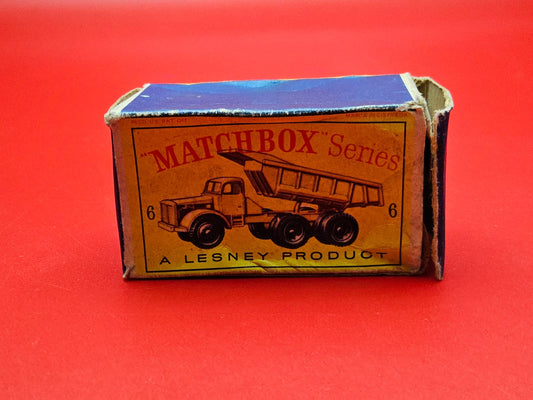 "MATCHBOX" Series
6 6
A LESNEY PRODUCT